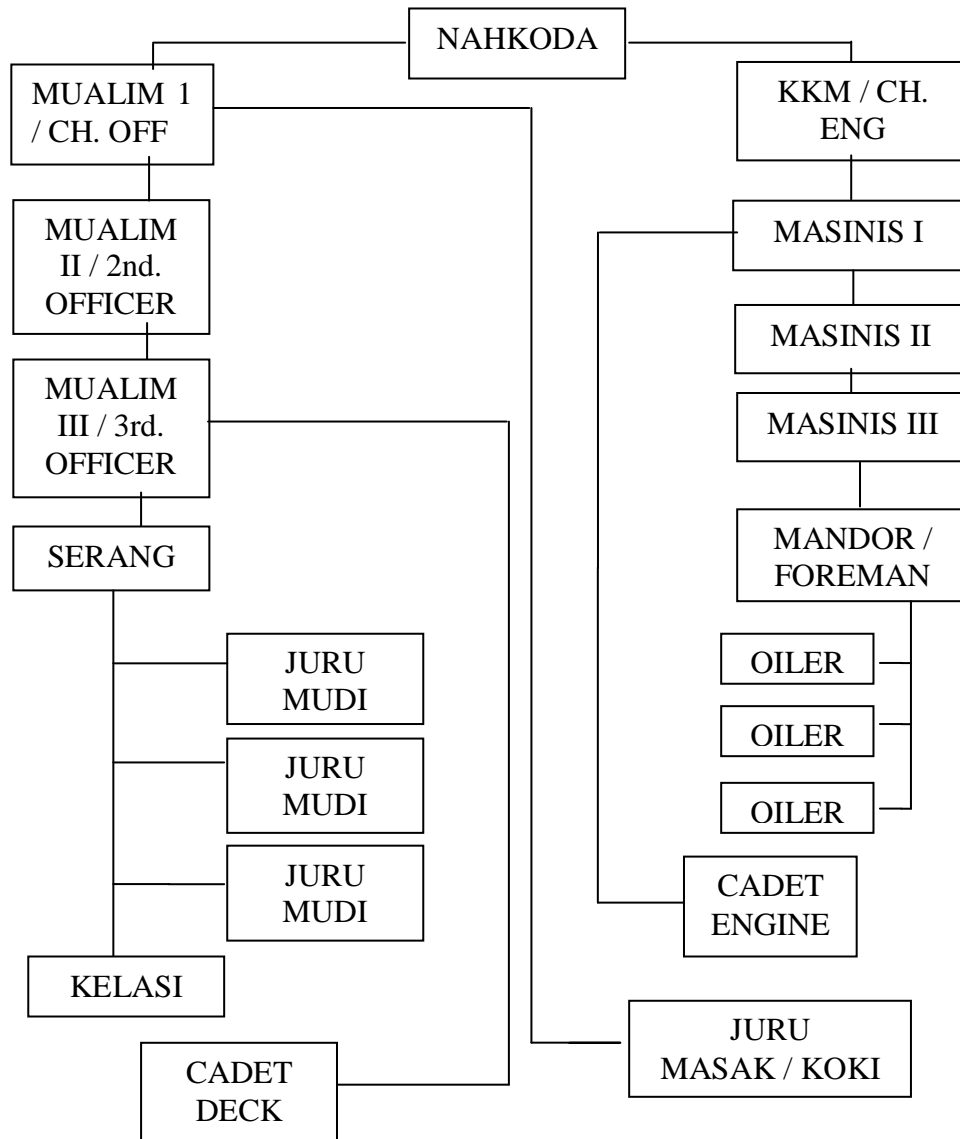 NAHKODA
MUALIM 1
/ CH. OFF
KKM / CH.
ENG
MUALIM
II / 2nd.
OFFICER
MASINIS I
MASINIS II
MUALIM
III / 3rd.
OFFICER
MASINIS III
SERANG
MANDOR /
FOREMAN
JURU
MUDI
OILER
JURU
MUDI
OILER
JURU
MUDI
OILER
CADET
ENGINE
KELASI
JURU
MASAK / KOKI
CADET
DECK